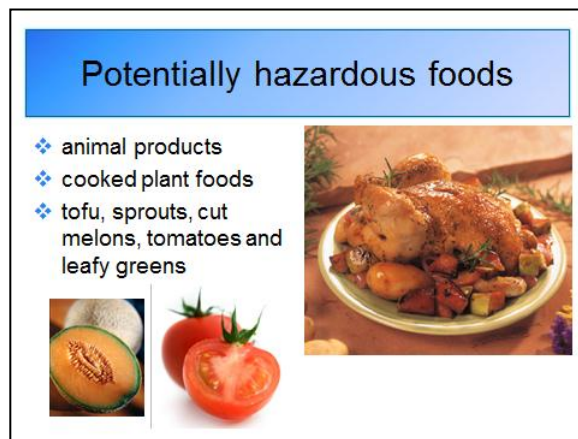 Potentially hazardous foods
animal products
cooked plant foods
tofu, sprouts, cut
melons, tomatoes and
leafy greens